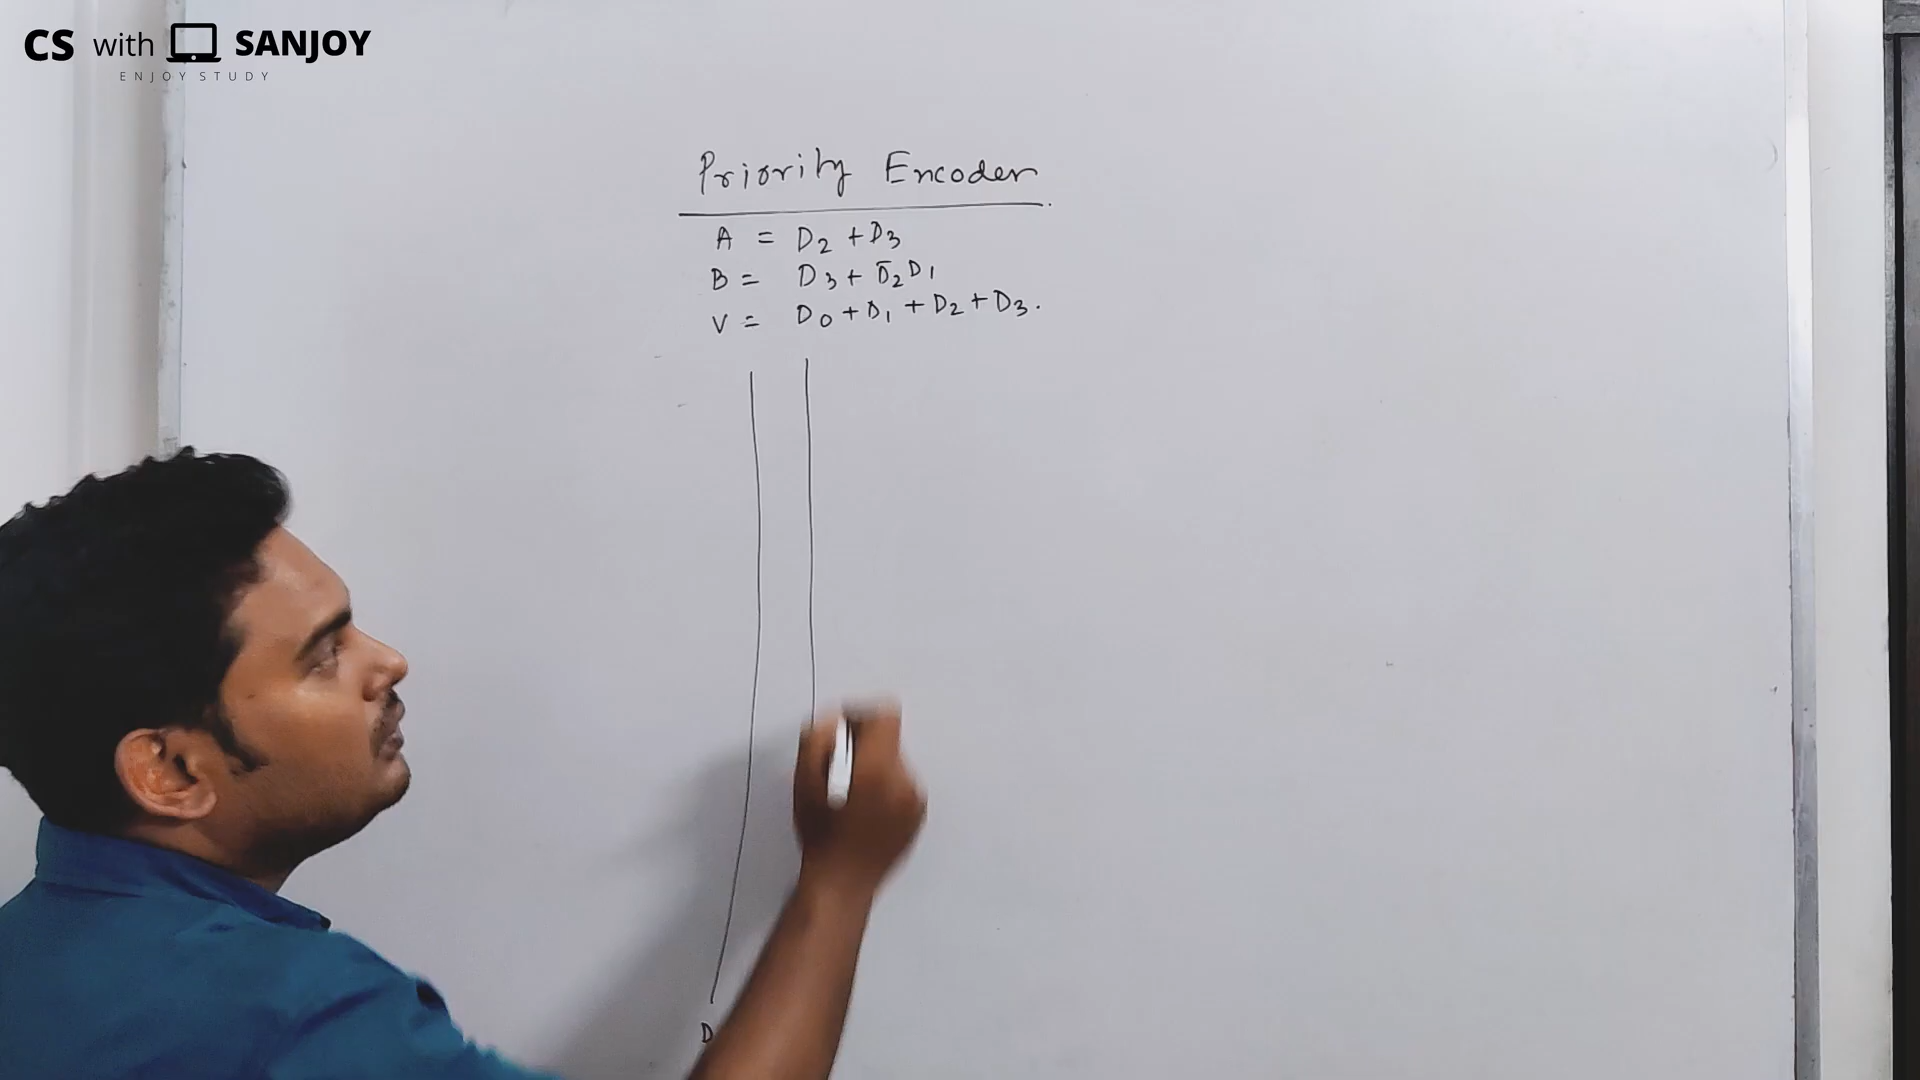 CS with SANJOY
ENJOY STUDY
Priority Encoder
A = D₂ + D₃
B = D₃ + D̅₂D₁
V = D₀ + D₁ + D₂ + D₃.
D